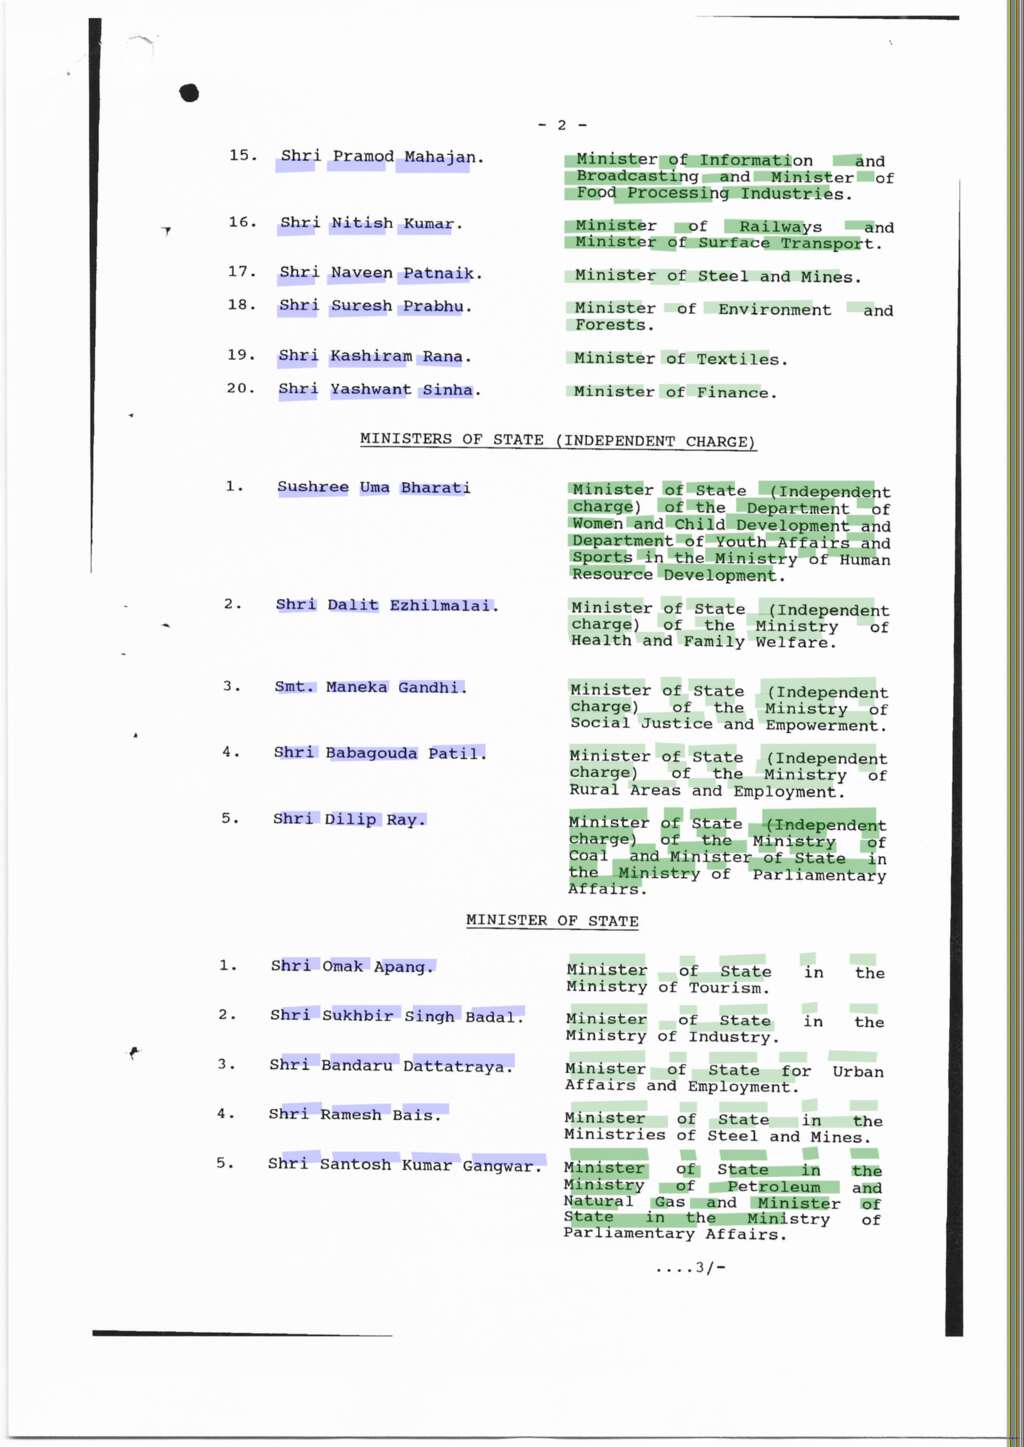 - 2 -
15. Shri Pramod Mahajan. Minister of Information and
Broadcasting and Minister of
Food Processing Industries.
16. Shri Nitish Kumar. Minister of Railways and
Minister of Surface Transport.
17. Shri Naveen Patnaik. Minister of Steel and Mines.
18. Shri Suresh Prabhu. Minister of Environment and
Forests.
19. Shri Kashiram Rana. Minister of Textiles.
20. Shri Yashwant Sinha. Minister of Finance.
MINISTERS OF STATE (INDEPENDENT CHARGE)
1. Sushree Uma Bharati Minister of State (Independent
charge) of the Department of
Women and Child Development and
Department of Youth Affairs and
Sports in the Ministry of Human
Resource Development.
2. Shri Dalit Ezhilmalai. Minister of State (Independent
charge) of the Ministry of
Health and Family Welfare.
3. Smt. Maneka Gandhi. Minister of State (Independent
charge) of the Ministry of
Social Justice and Empowerment.
4. Shri Babagouda Patil. Minister of State (Independent
charge) of the Ministry of
Rural Areas and Employment.
5. Shri Dilip Ray. Minister of State (Independent
charge) of the Ministry of
Coal and Minister of State in
the Ministry of Parliamentary
Affairs.
MINISTER OF STATE
1. Shri Omak Apang. Minister of State in the
Ministry of Tourism.
2. Shri Sukhbir Singh Badal. Minister of State in the
Ministry of Industry.
3. Shri Bandaru Dattatraya. Minister of State for Urban
Affairs and Employment.
4. Shri Ramesh Bais. Minister of State in the
Ministries of Steel and Mines.
5. Shri Santosh Kumar Gangwar. Minister of State in the
Ministry of Petroleum and
Natural Gas and Minister of
State in the Ministry of
Parliamentary Affairs.
....3/-